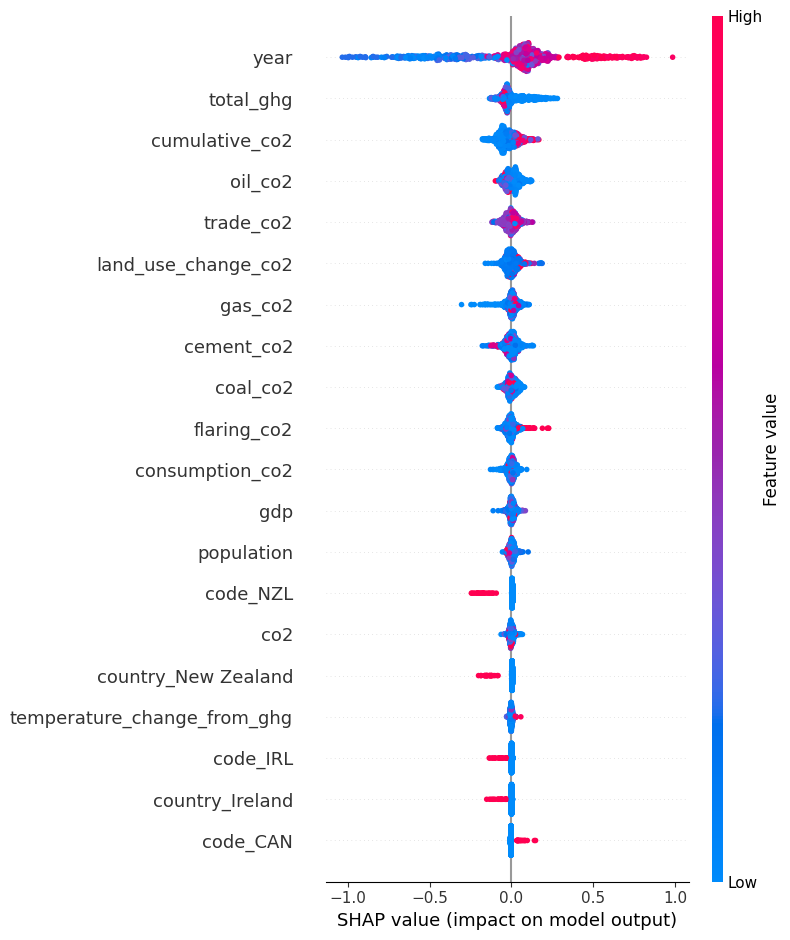 High
year
total_ghg
cumulative_co2
oil_co2
trade_co2
land_use_change_co2
gas_co2
cement_co2
coal_co2
flaring_co2
consumption_co2
gdp
population
code_NZL
co2
country_New Zealand
temperature_change_from_ghg
code_IRL
country_Ireland
code_CAN
Feature value
Low
−1.0 −0.5 0.0 0.5 1.0
SHAP value (impact on model output)